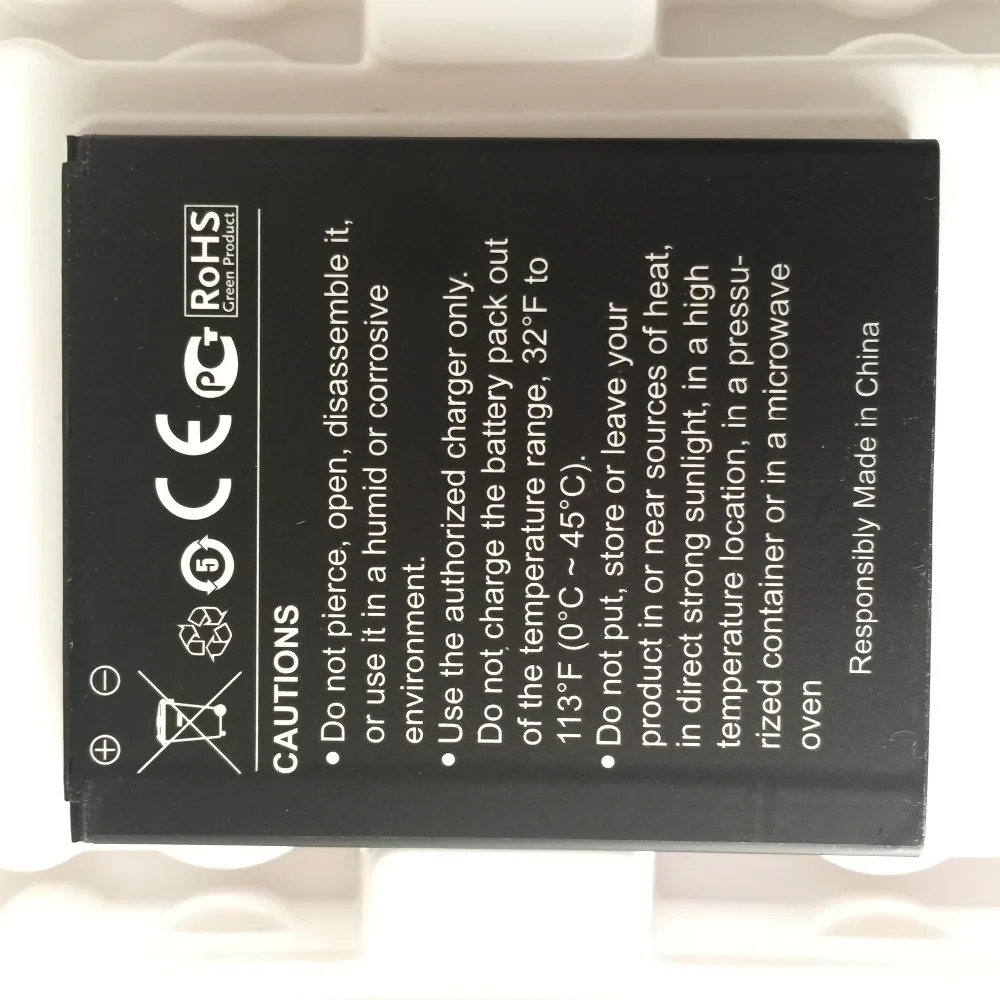 ⊕ ⊖
5 CE РСТ RoHS
Green Product
CAUTIONS
• Do not pierce, open, disassemble it,
or use it in a humid or corrosive
environment.
• Use the authorized charger only.
Do not charge the battery pack out
of the temperature range, 32°F to
113°F (0°C ~ 45°C).
• Do not put, store or leave your
product in or near sources of heat,
in direct strong sunlight, in a high
temperature location, in a pressu-
rized container or in a microwave
oven
Responsibly Made in China